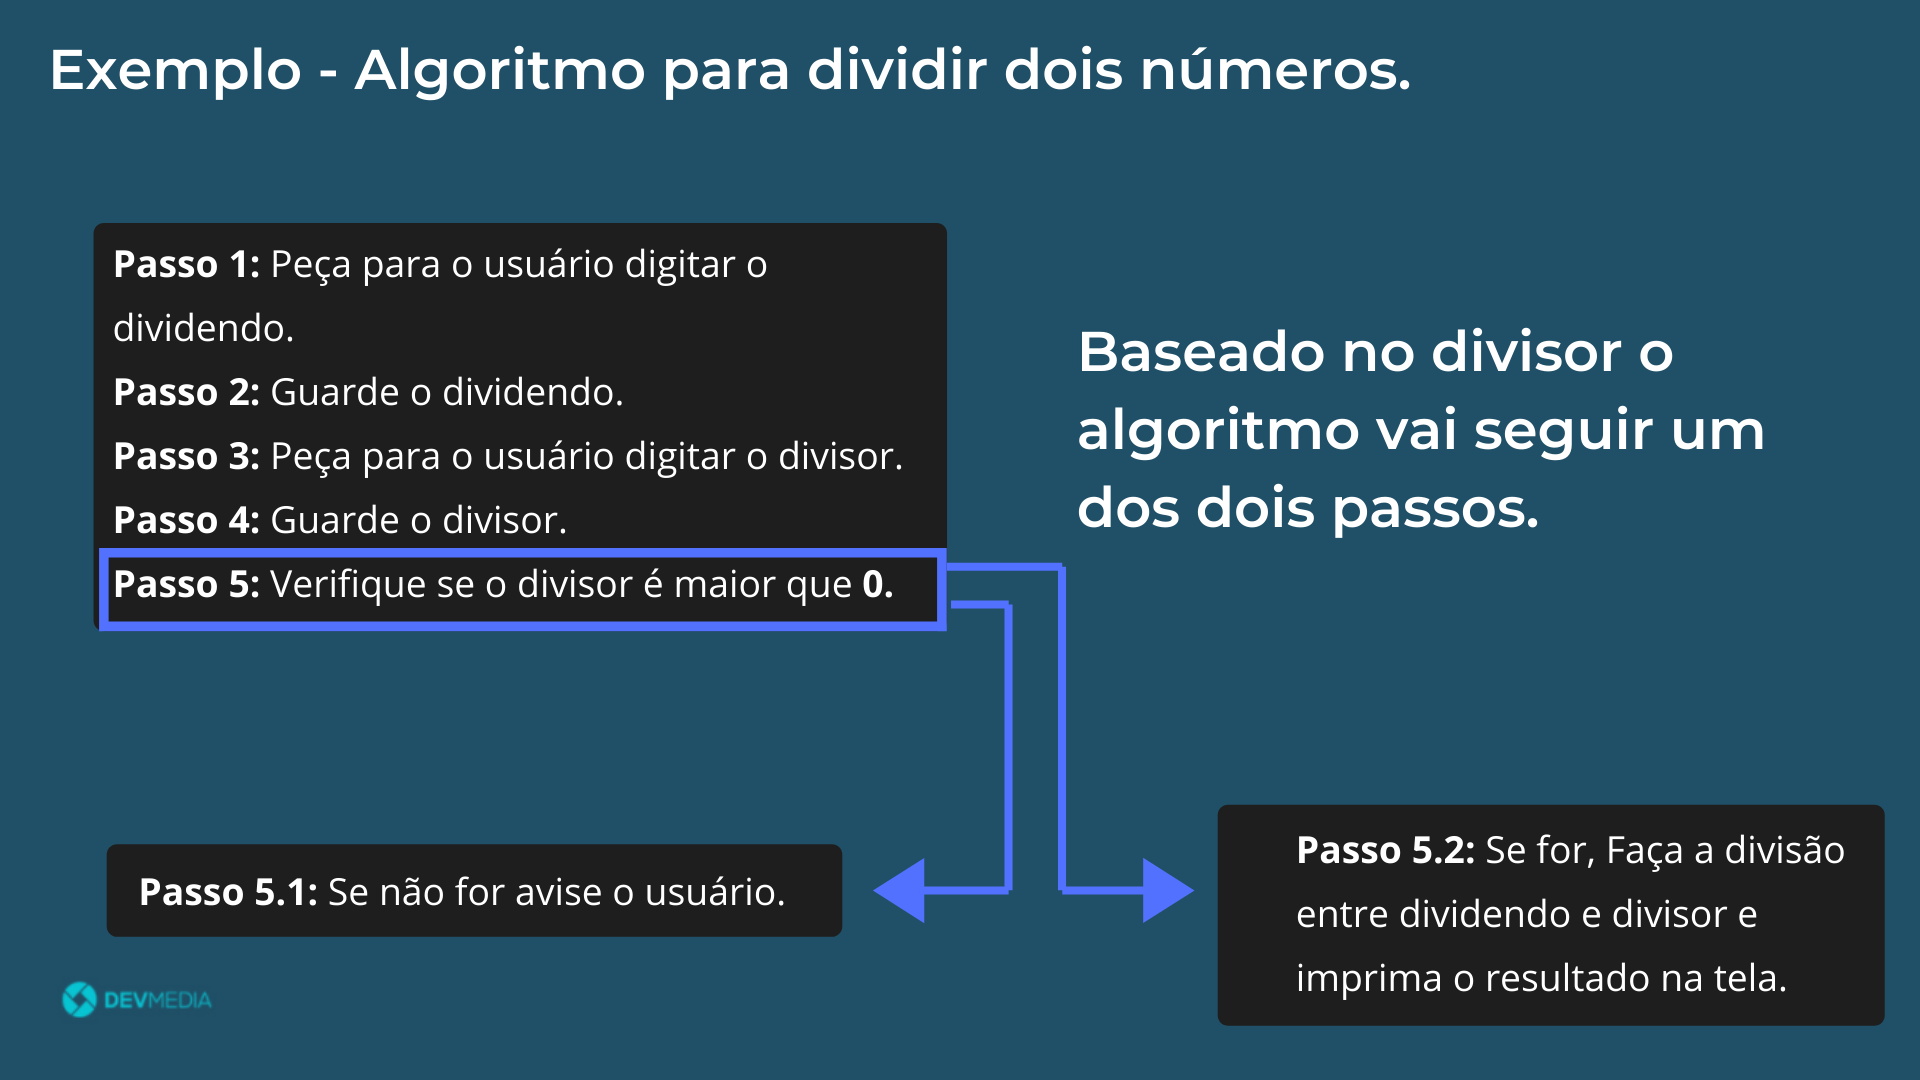 Exemplo - Algoritmo para dividir dois números.
Passo 1: Peça para o usuário digitar o
dividendo.
Passo 2: Guarde o dividendo.
Passo 3: Peça para o usuário digitar o divisor.
Passo 4: Guarde o divisor.
Passo 5: Verifique se o divisor é maior que 0.
Baseado no divisor o
algoritmo vai seguir um
dos dois passos.
Passo 5.1: Se não for avise o usuário.
Passo 5.2: Se for, Faça a divisão
entre dividendo e divisor e
imprima o resultado na tela.
DEVMEDIA